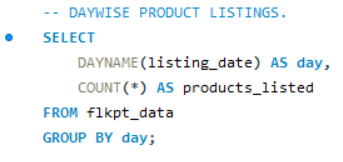 -- DAYWISE PRODUCT LISTINGS.
SELECT
DAYNAME(listing_date) AS day,
COUNT(*) AS products_listed
FROM flkpt_data
GROUP BY day;